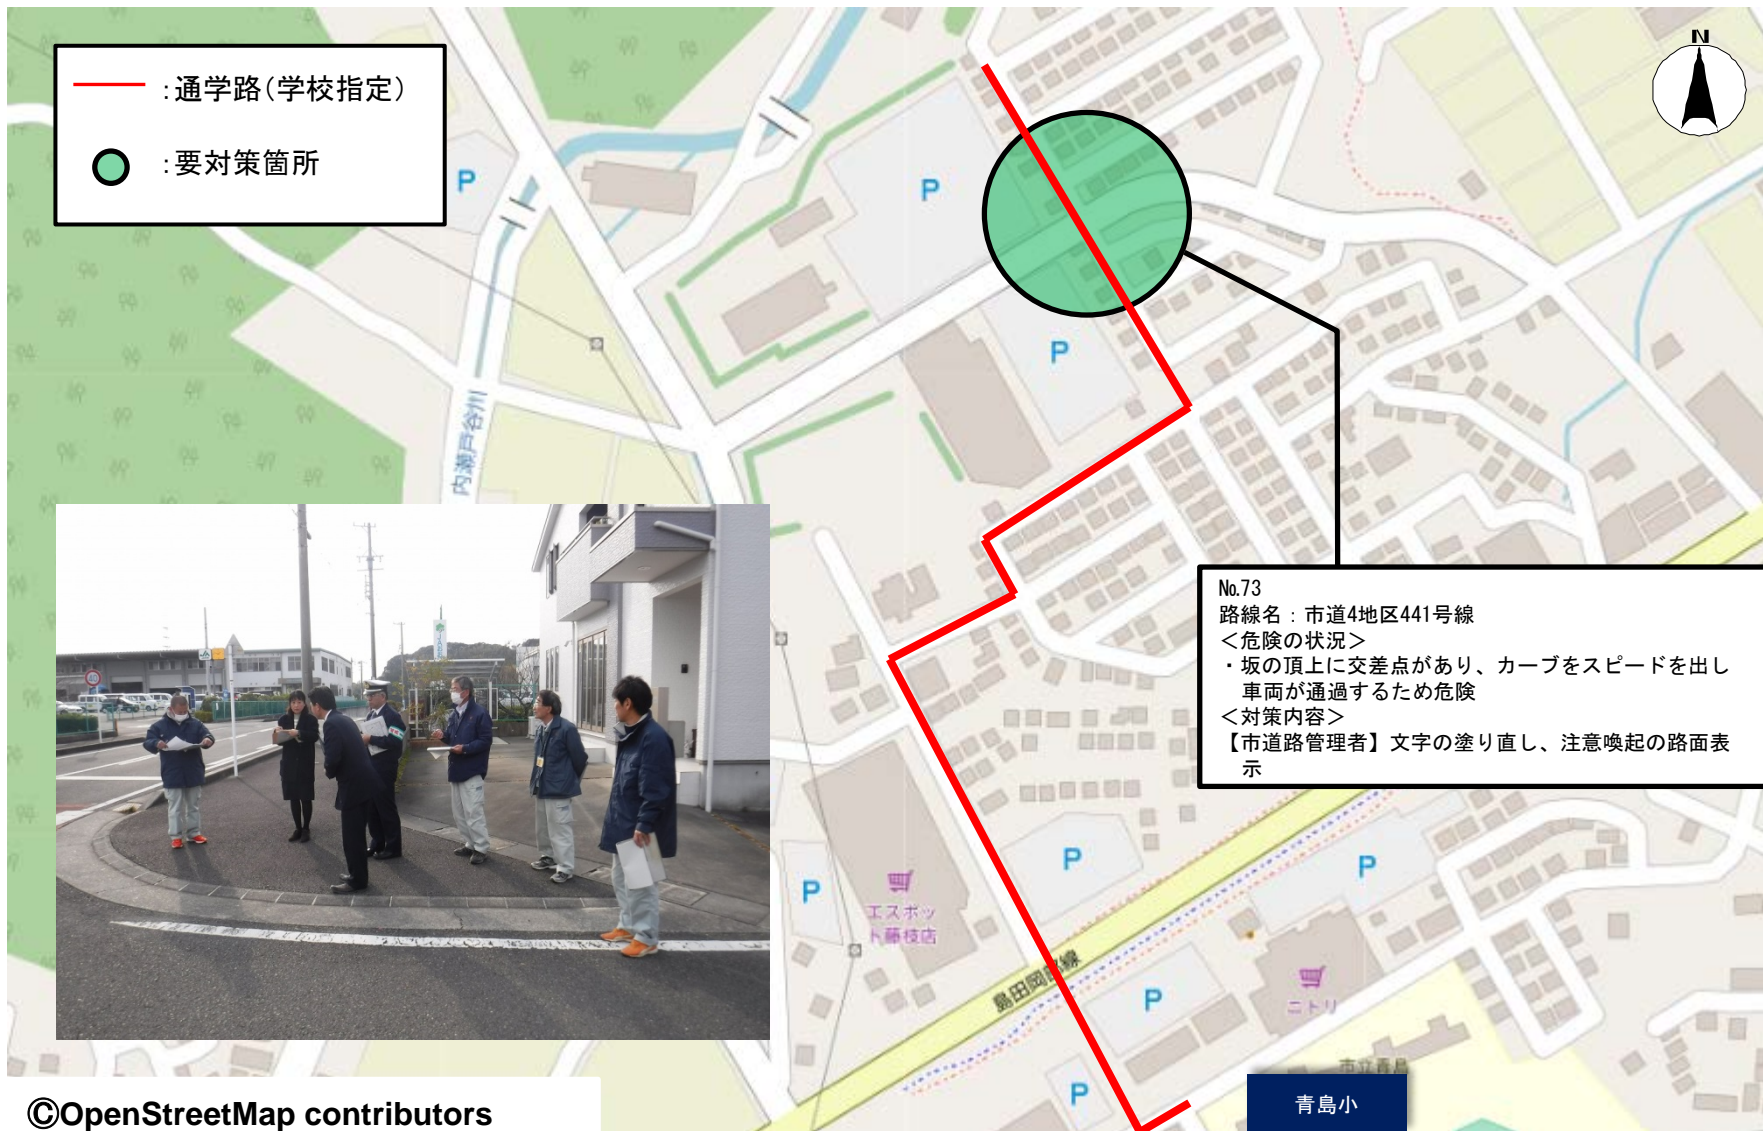 :通学路(学校指定)
:要対策箇所
N
P
P
P
内瀬戸谷川
No.73
路線名：市道4地区441号線
＜危険の状況＞
・坂の頂上に交差点があり、カーブをスピードを出し
車両が通過するため危険
＜対策内容＞
【市道路管理者】文字の塗り直し、注意喚起の路面表
示
P
P
P
エスポッ
ト藤枝店
島田岡部線
P
ニトリ
P
市立青島
青島小
©OpenStreetMap contributors